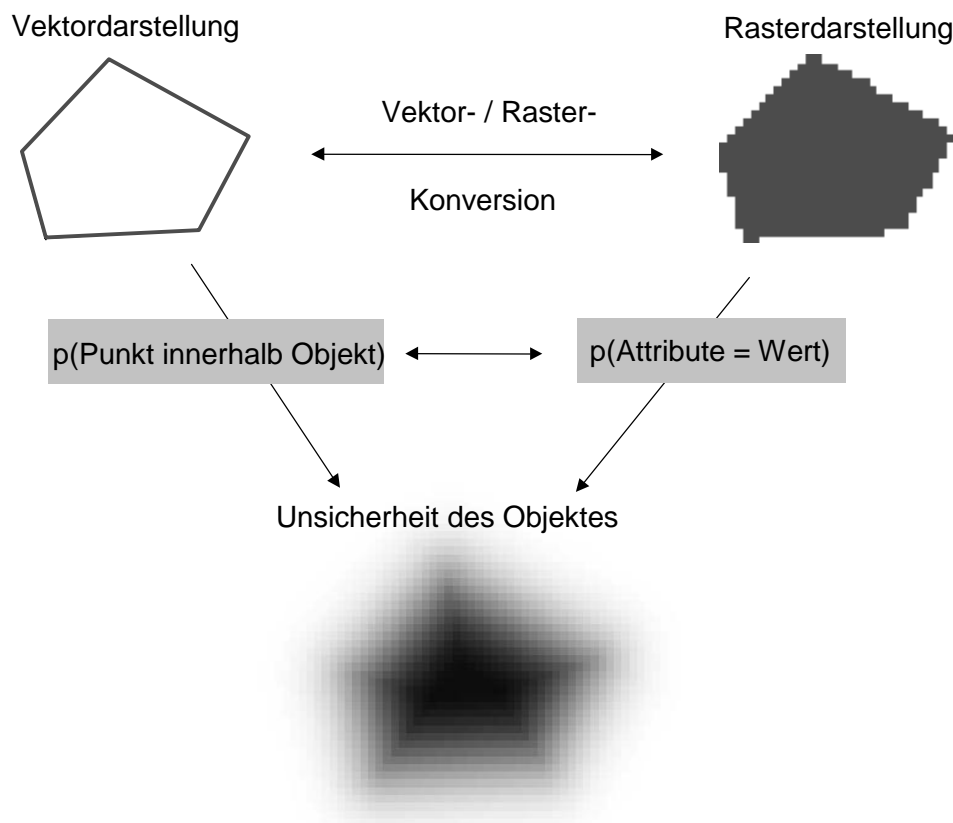 Vektordarstellung
Rasterdarstellung
Vektor- / Raster-
Konversion
p(Punkt innerhalb Objekt)
p(Attribute = Wert)
Unsicherheit des Objektes